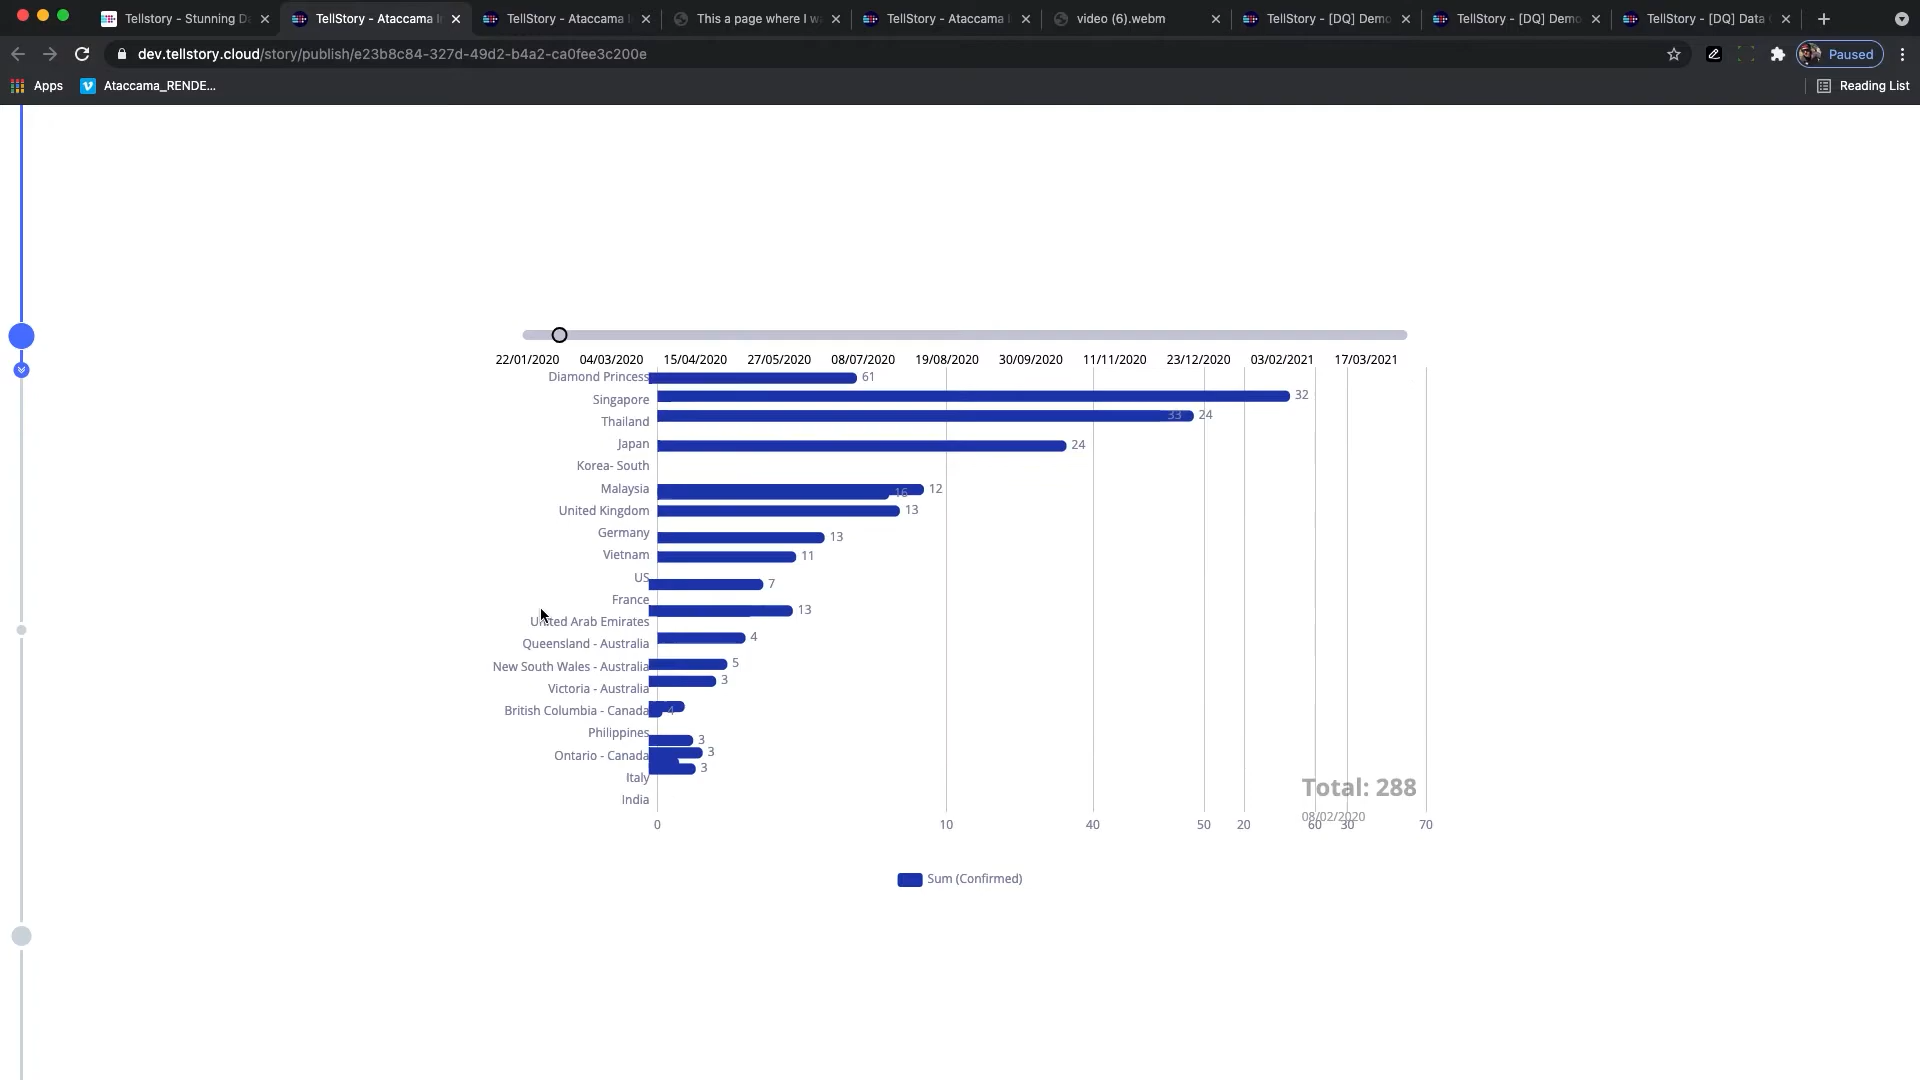 Tellstory - Stunning D
TellStory - Ataccama I
TellStory - Ataccama I
This a page where I w
TellStory - Ataccama I
video (6).webm
TellStory - [DQ] Demo
TellStory - [DQ] Demo
TellStory - [DQ] Data
dev.tellstory.cloud/story/publish/e23b8c84-327d-49d2-b4a2-ca0fee3c200e
Paused
Apps
Ataccama_RENDE...
Reading List
22/01/2020 04/03/2020 15/04/2020 27/05/2020 08/07/2020 19/08/2020 30/09/2020 11/11/2020 23/12/2020 03/02/2021 17/03/2021
Diamond Princess 61
Singapore 32
Thailand 33 24
Japan 24
Korea- South
Malaysia 12
16
United Kingdom 13
Germany 13
Vietnam 11
US 7
France 13
United Arab Emirates
Queensland - Australia 4
New South Wales - Australia 5
Victoria - Australia 3
British Columbia - Canada 4
Philippines 3
Ontario - Canada 3
3
Italy
India
Total: 288
08/02/2020
0 10 40 50 20 60 30 70
Sum (Confirmed)